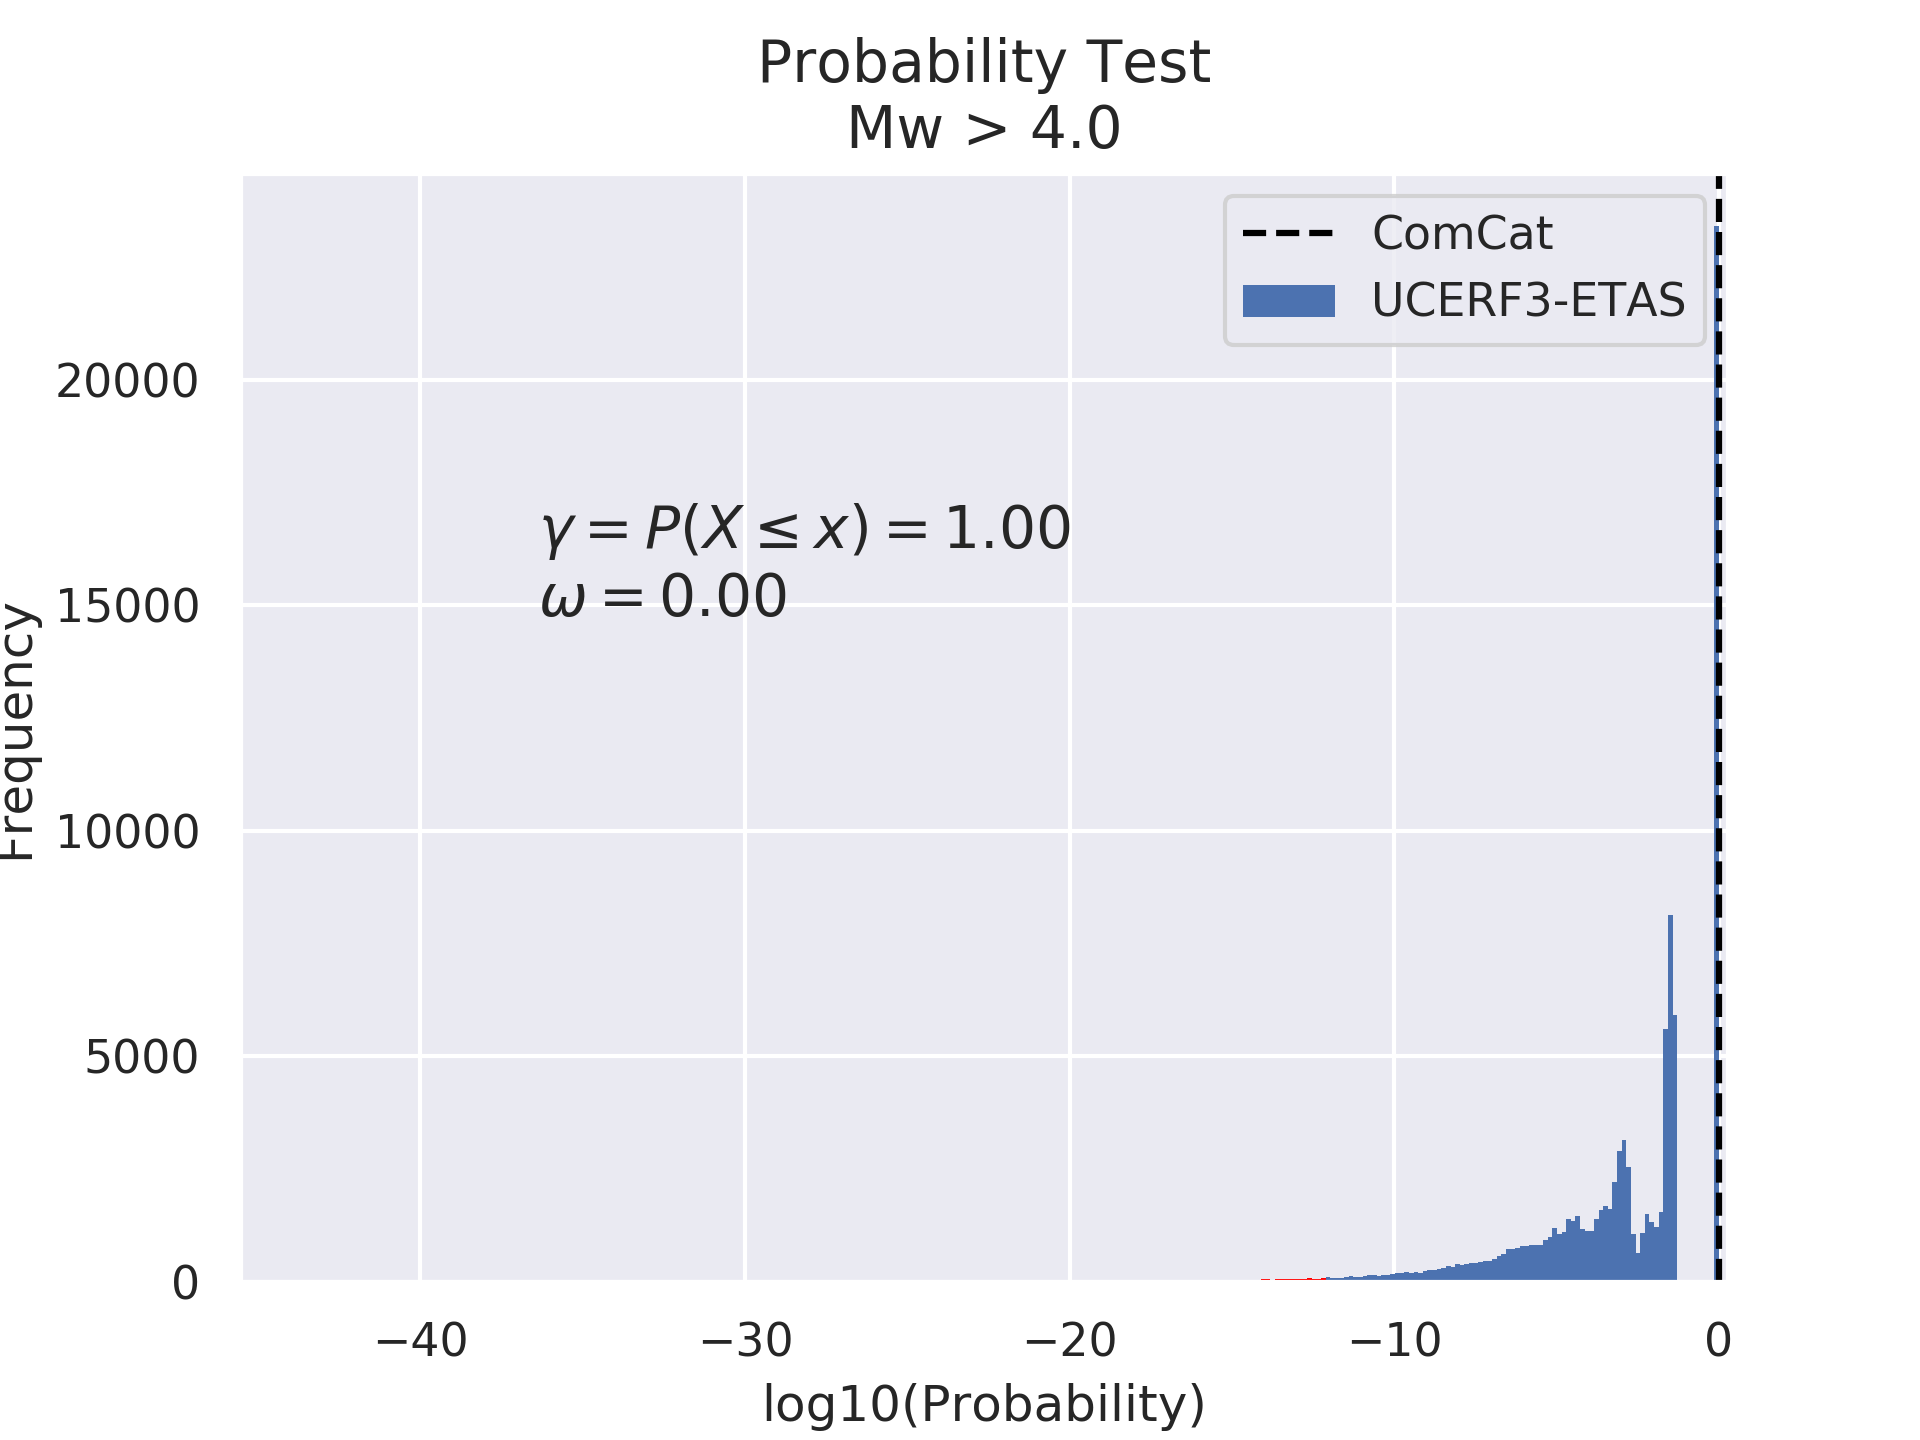 Probability Test
Mw > 4.0
ComCat
UCERF3-ETAS
γ = P(X ≤ x) = 1.00
ω = 0.00
Frequency
20000
15000
10000
5000
0
−40 −30 −20 −10 0
log10(Probability)